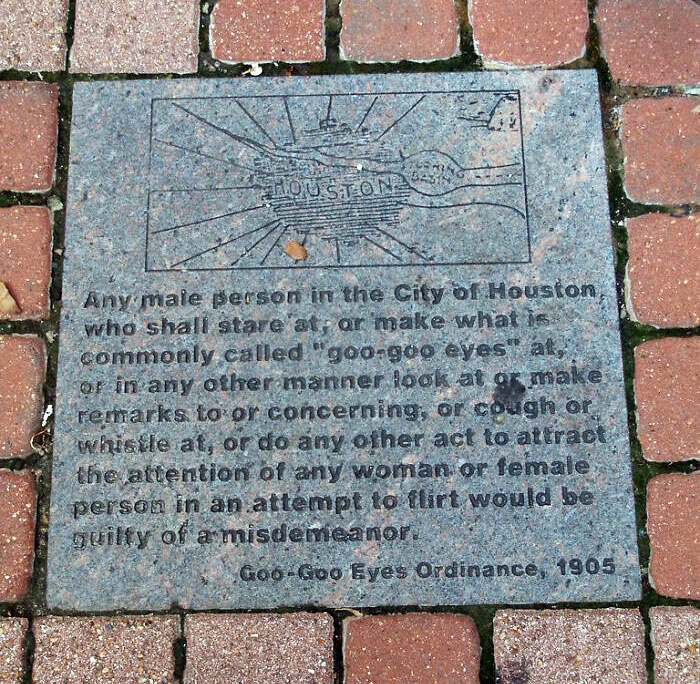 HOUSTON
TURNING
BASIN
Any male person in the City of Houston,
who shall stare at, or make what is
commonly called "goo-goo eyes" at,
or in any other manner look at or make
remarks to or concerning, or cough or
whistle at, or do any other act to attract
the attention of any woman or female
person in an attempt to flirt would be
guilty of a misdemeanor.
Goo-Goo Eyes Ordinance, 1905